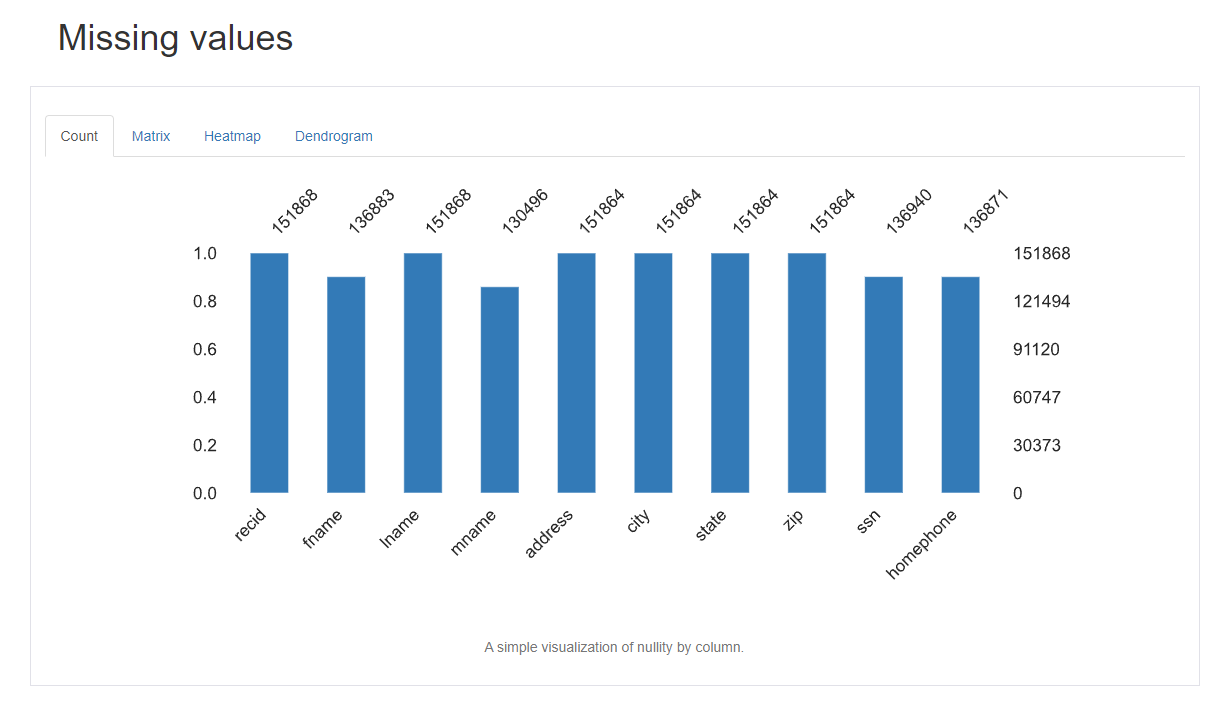 Missing values
Count Matrix Heatmap Dendrogram
151868 136883 151868 130496 151864 151864 151864 151864 136940 136871
1.0 151868
0.8 121494
0.6 91120
0.4 60747
0.2 30373
0.0 0
recid fname lname mname address city state zip ssn homephone
A simple visualization of nullity by column.